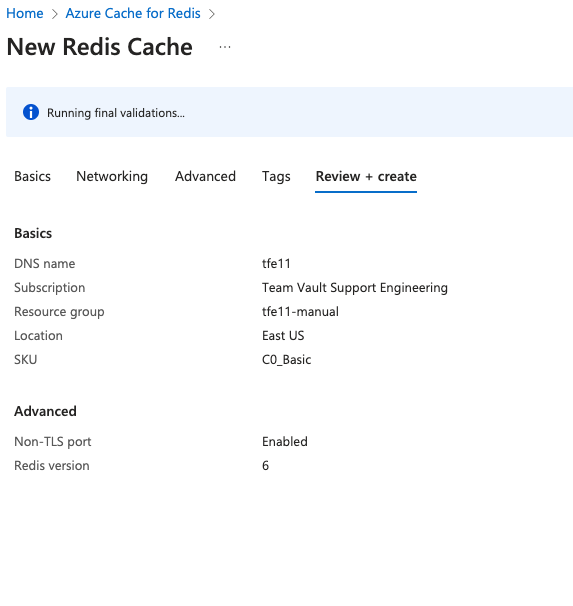 Home > Azure Cache for Redis >
New Redis Cache ...
Running final validations...
Basics Networking Advanced Tags Review + create
Basics
DNS name tfe11
Subscription Team Vault Support Engineering
Resource group tfe11-manual
Location East US
SKU C0_Basic
Advanced
Non-TLS port Enabled
Redis version 6